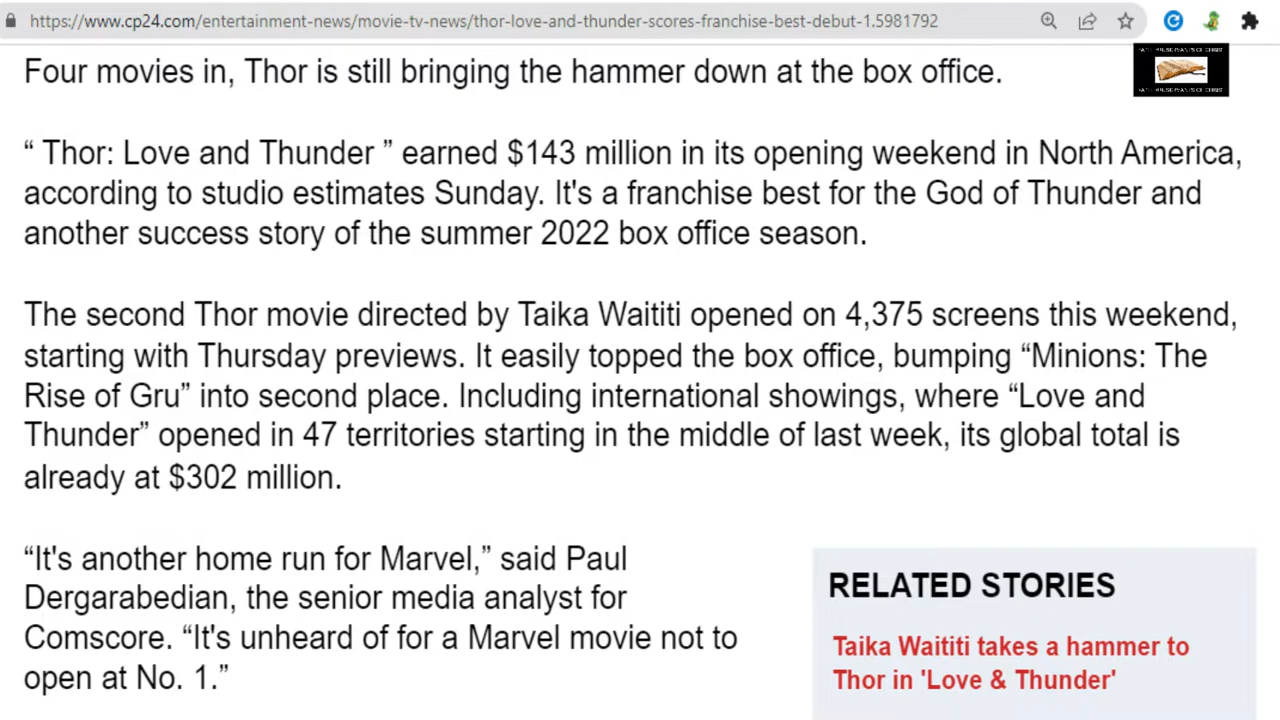 https://www.cp24.com/entertainment-news/movie-tv-news/thor-love-and-thunder-scores-franchise-best-debut-1.5981792
Four movies in, Thor is still bringing the hammer down at the box office.
“ Thor: Love and Thunder ” earned $143 million in its opening weekend in North America,
according to studio estimates Sunday. It's a franchise best for the God of Thunder and
another success story of the summer 2022 box office season.
The second Thor movie directed by Taika Waititi opened on 4,375 screens this weekend,
starting with Thursday previews. It easily topped the box office, bumping “Minions: The
Rise of Gru” into second place. Including international showings, where “Love and
Thunder” opened in 47 territories starting in the middle of last week, its global total is
already at $302 million.
“It's another home run for Marvel,” said Paul
Dergarabedian, the senior media analyst for
Comscore. “It's unheard of for a Marvel movie not to
open at No. 1.”
RELATED STORIES
Taika Waititi takes a hammer to
Thor in 'Love & Thunder'